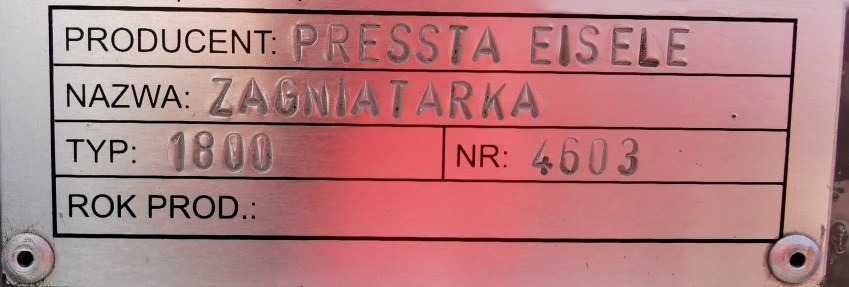 PRODUCENT: PRESSTA EISELE
NAZWA: ZAGNIATARKA
TYP: 1800 NR: 4603
ROK PROD.: